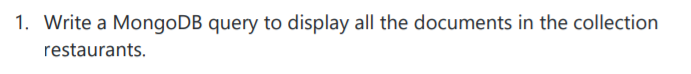 1. Write a MongoDB query to display all the documents in the collection
restaurants.